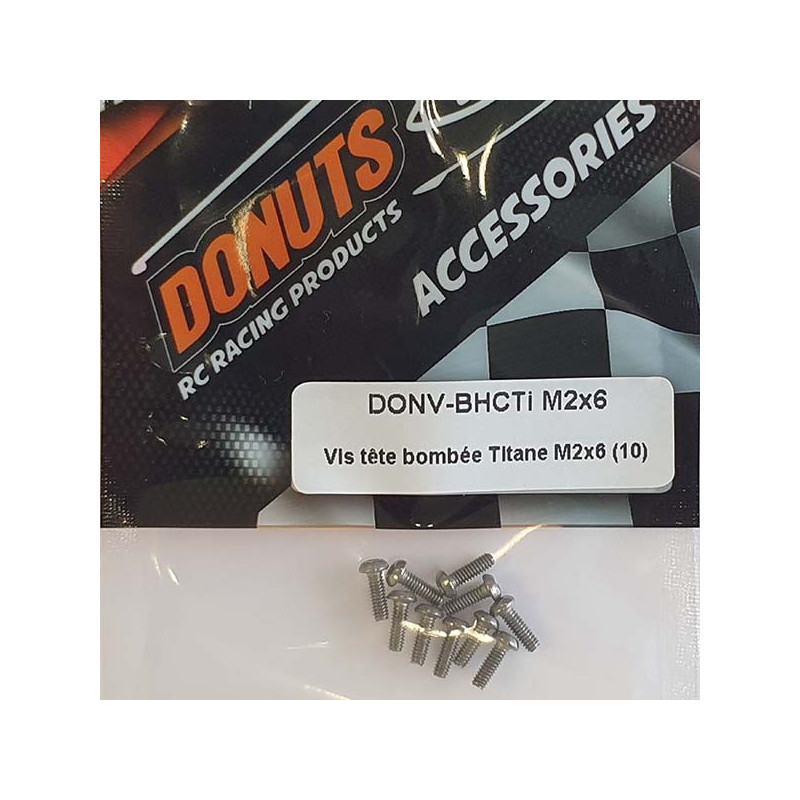 DONUTS
RC RACING PRODUCTS
ACCESSORIES
DONV-BHCTi M2x6
Vis tête bombée Titane M2x6 (10)